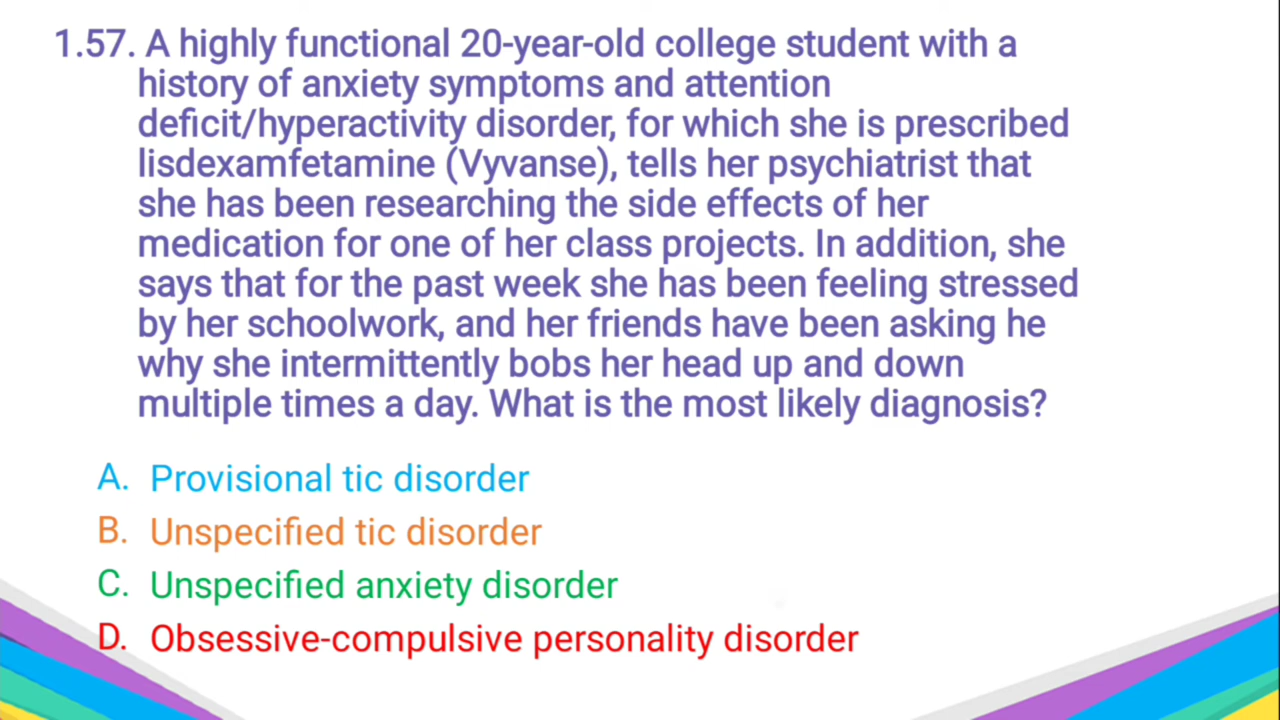 1.57. A highly functional 20-year-old college student with a
history of anxiety symptoms and attention
deficit/hyperactivity disorder, for which she is prescribed
lisdexamfetamine (Vyvanse), tells her psychiatrist that
she has been researching the side effects of her
medication for one of her class projects. In addition, she
says that for the past week she has been feeling stressed
by her schoolwork, and her friends have been asking he
why she intermittently bobs her head up and down
multiple times a day. What is the most likely diagnosis?
A. Provisional tic disorder
B. Unspecified tic disorder
C. Unspecified anxiety disorder
D. Obsessive-compulsive personality disorder